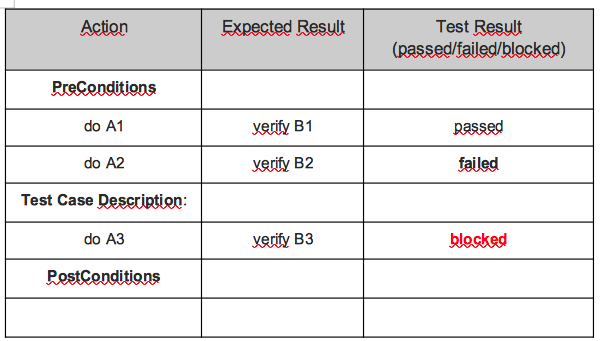 Action Expected Result Test Result
(passed/failed/blocked)
PreConditions
do A1 verify B1 passed
do A2 verify B2 failed
Test Case Description:
do A3 verify B3 blocked
PostConditions